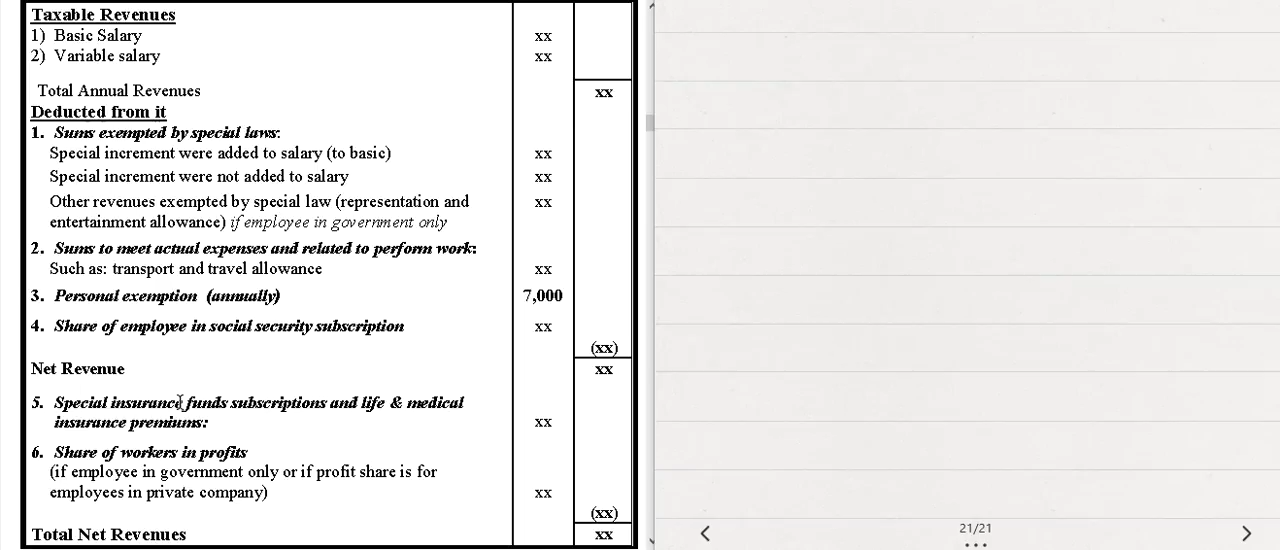 Taxable Revenues
1) Basic Salary xx
2) Variable salary xx
Total Annual Revenues xx
Deducted from it
1. Sums exempted by special laws:
Special increment were added to salary (to basic) xx
Special increment were not added to salary xx
Other revenues exempted by special law (representation and xx
entertainment allowance) if employee in government only
2. Sums to meet actual expenses and related to perform work:
Such as: transport and travel allowance xx
3. Personal exemption (annually) 7,000
4. Share of employee in social security subscription xx
(xx)
Net Revenue xx
5. Special insurance funds subscriptions and life & medical
insurance premiums: xx
6. Share of workers in profits
(if employee in government only or if profit share is for
employees in private company) xx
(xx)
Total Net Revenues xx
21/21